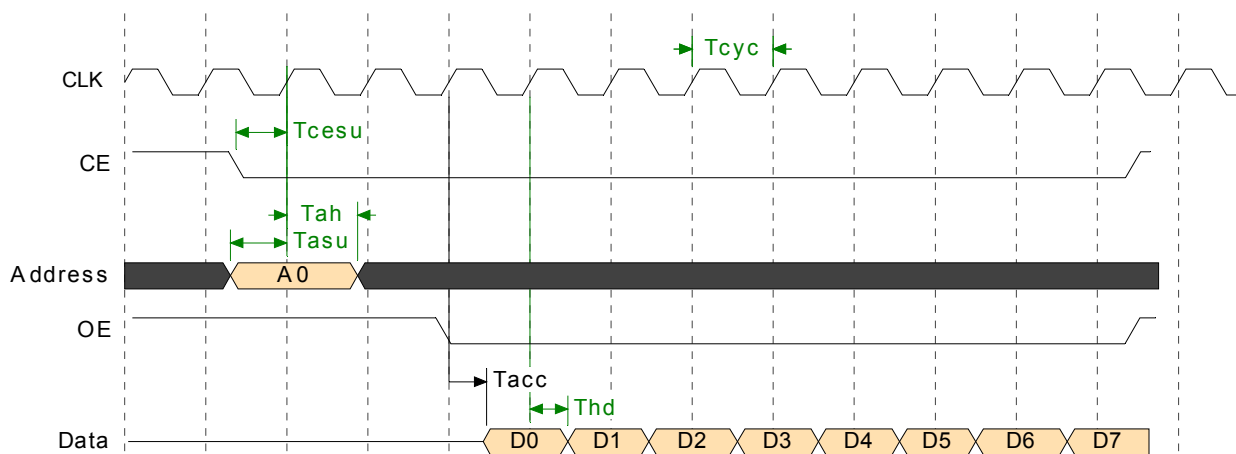 Tcyc
CLK
Tcesu
CE
Tah
Tasu
Address
A0
OE
Tacc
Thd
Data
D0 D1 D2 D3 D4 D5 D6 D7